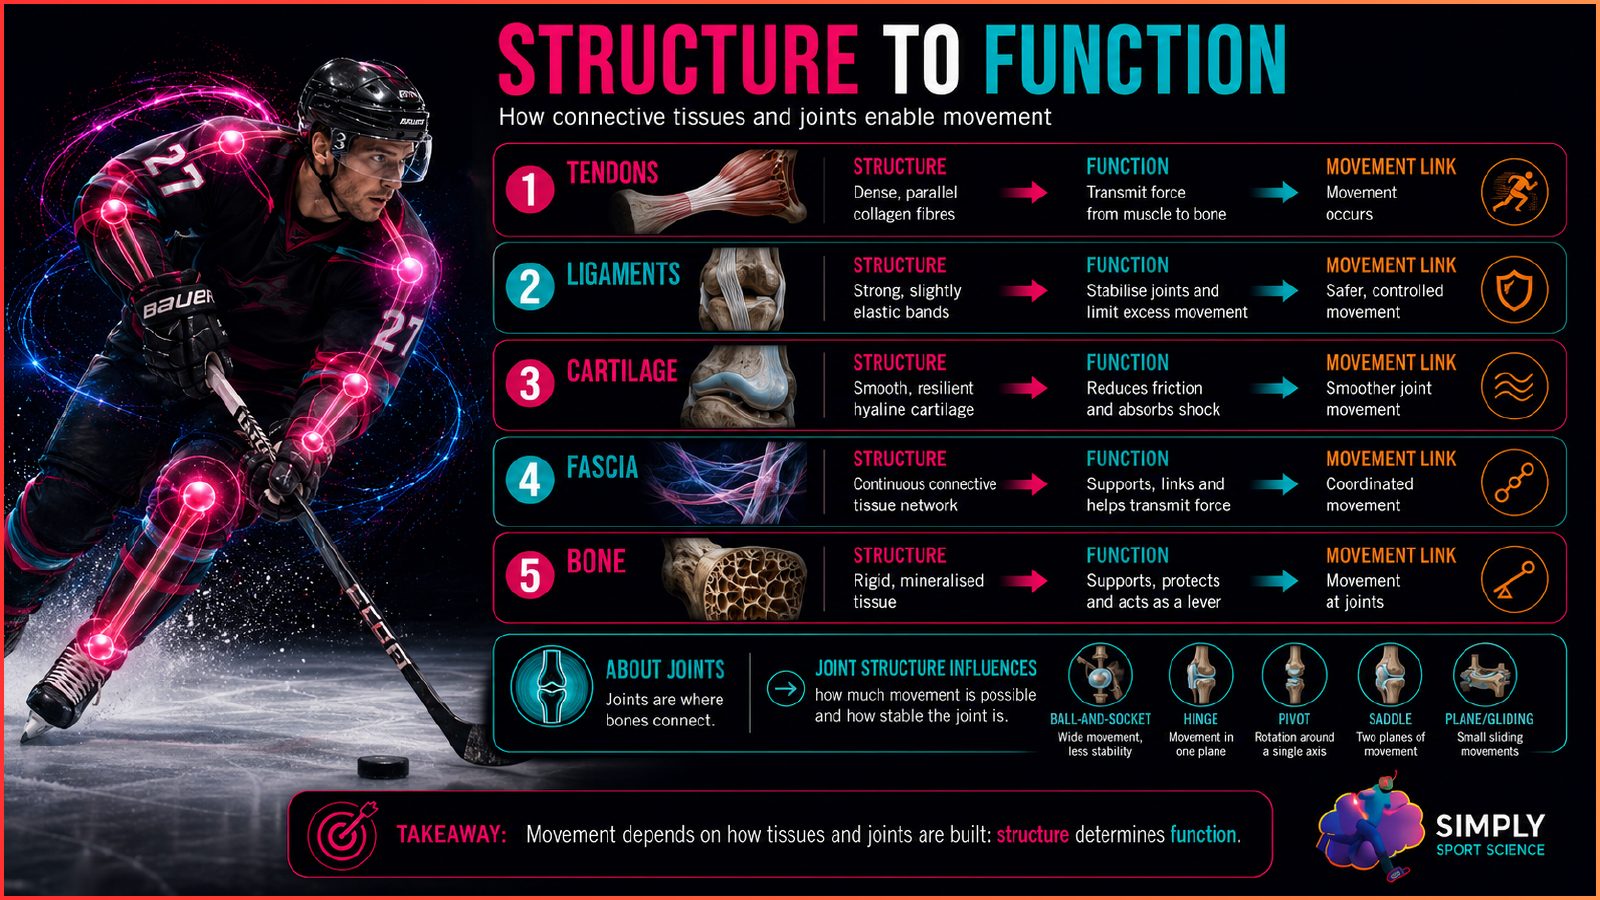 STRUCTURE TO FUNCTION
How connective tissues and joints enable movement
1
TENDONS
STRUCTURE
Dense, parallel
collagen fibres
FUNCTION
Transmit force
from muscle to bone
MOVEMENT LINK
Movement
occurs
2
LIGAMENTS
STRUCTURE
Strong, slightly
elastic bands
FUNCTION
Stabilise joints and
limit excess movement
MOVEMENT LINK
Safer, controlled
movement
3
CARTILAGE
STRUCTURE
Smooth, resilient
hyaline cartilage
FUNCTION
Reduces friction
and absorbs shock
MOVEMENT LINK
Smoother joint
movement
4
FASCIA
STRUCTURE
Continuous connective
tissue network
FUNCTION
Supports, links and
helps transmit force
MOVEMENT LINK
Coordinated
movement
5
BONE
STRUCTURE
Rigid, mineralised
tissue
FUNCTION
Supports, protects
and acts as a lever
MOVEMENT LINK
Movement
at joints
ABOUT JOINTS
Joints are where
bones connect.
JOINT STRUCTURE INFLUENCES
how much movement is possible
and how stable the joint is.
BALL-AND-SOCKET
Wide movement,
less stability
HINGE
Movement in
one plane
PIVOT
Rotation around
a single axis
SADDLE
Two planes of
movement
PLANE/GLIDING
Small sliding
movements
TAKEAWAY: Movement depends on how tissues and joints are built: structure determines function.
SIMPLY
SPORT SCIENCE
27
BAUER
27
3